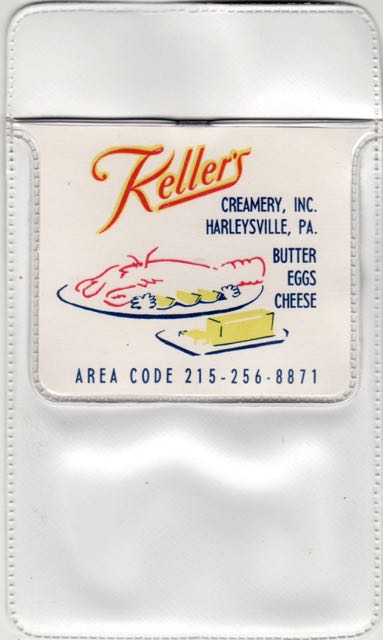 Keller's
CREAMERY, INC.
HARLEYSVILLE, PA.
BUTTER
EGGS
CHEESE
AREA CODE 215-256-8871